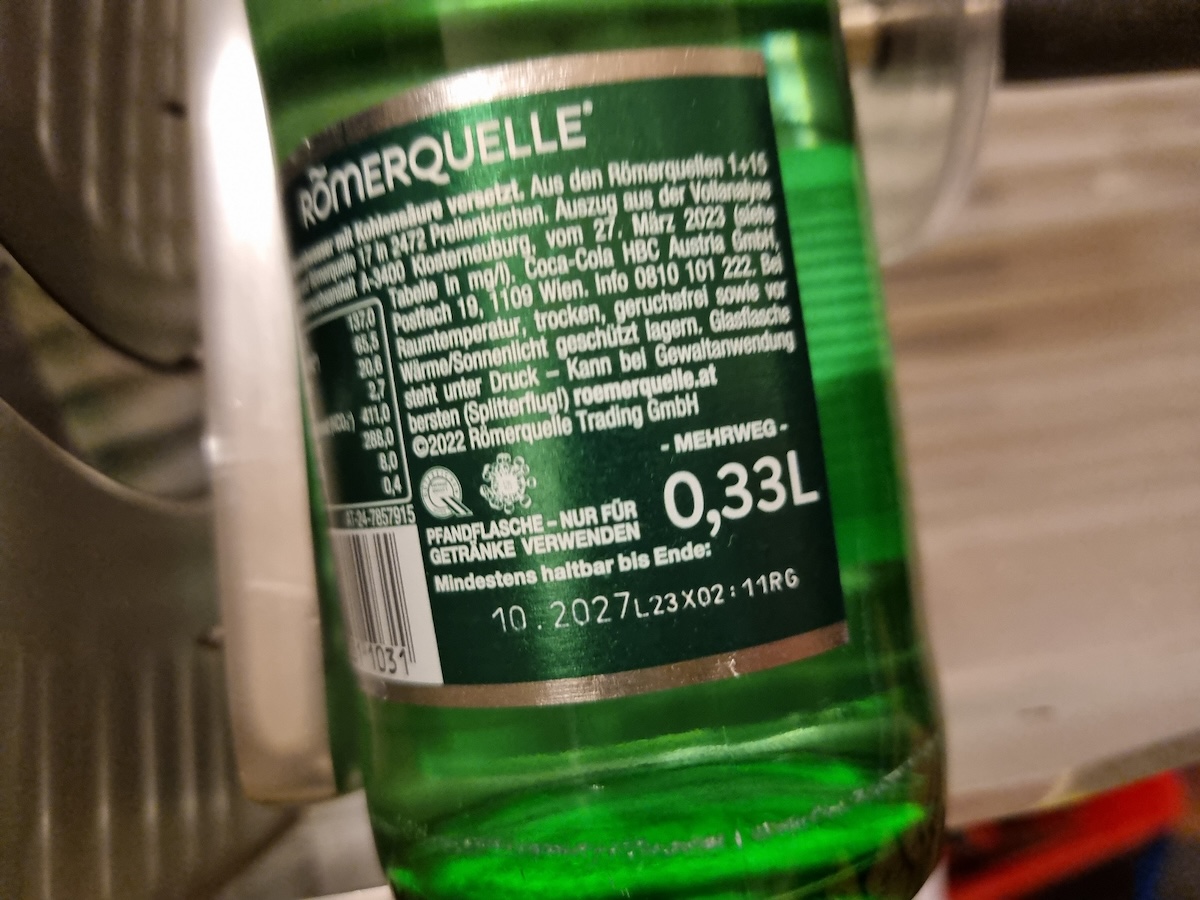 RÖMERQUELLE®
mit Kohlensäure versetzt. Aus den Römerquellen 1+15
17 in 2472 Prellenkirchen. Auszug aus der Vollanalyse
A-3400 Klosterneuburg, vom 27. März 2023 (siehe
Tabelle in mg/l). Coca-Cola HBC Austria GmbH,
Postfach 19, 1109 Wien. Info 0810 101 222. Bei
Raumtemperatur, trocken, geruchsfrei sowie vor
Wärme/Sonnenlicht geschützt lagern. Glasflasche
steht unter Druck – Kann bei Gewaltanwendung
bersten (Splitterflug!) roemerquelle.at
©2022 Römerquelle Trading GmbH
137,0
65,5
20,6
2,7
411,0
288,0
8,0
0,4
AT-24-7857915
- MEHRWEG -
0,33L
PFANDFLASCHE – NUR FÜR
GETRÄNKE VERWENDEN
Mindestens haltbar bis Ende:
10.2027L23X02:11RG
1031